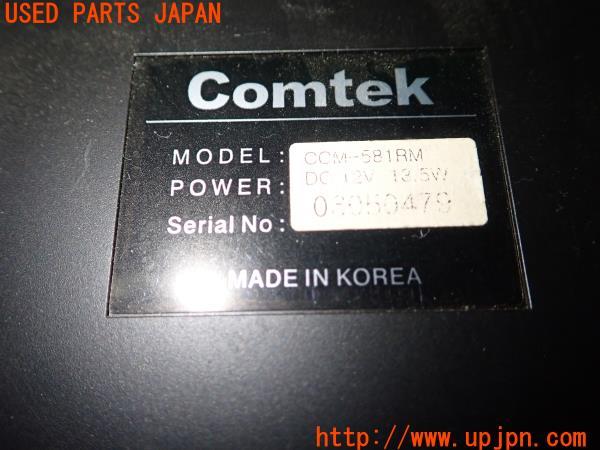 USED PARTS JAPAN
Comtek
MODEL: CCM-581RM
POWER: DC 12V 13.5W
Serial No:
MADE IN KOREA
http://www.upjpn.com